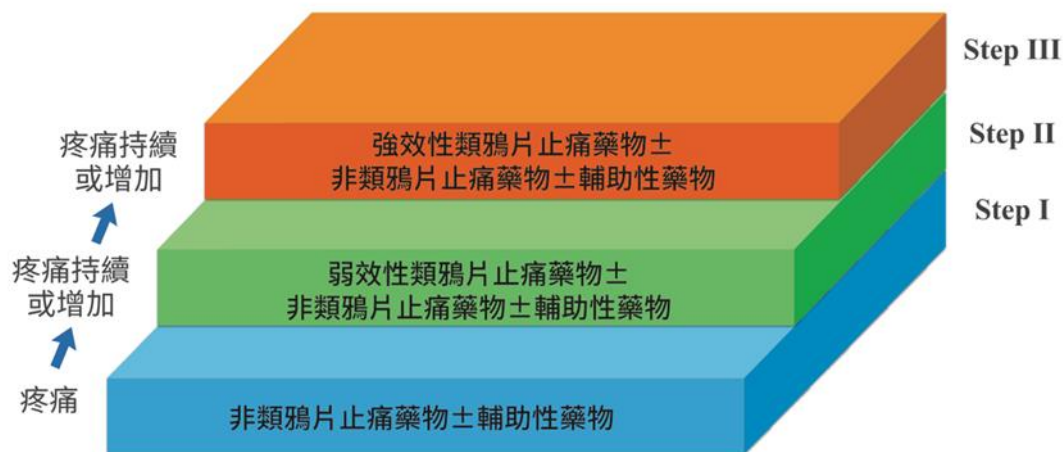 Step III
強效性類鴉片止痛藥物±
非類鴉片止痛藥物±輔助性藥物
疼痛持續
或增加
Step II
弱效性類鴉片止痛藥物±
非類鴉片止痛藥物±輔助性藥物
疼痛持續
或增加
Step I
非類鴉片止痛藥物±輔助性藥物
疼痛